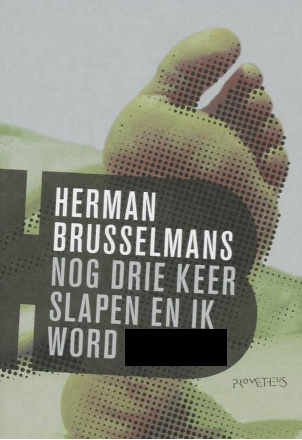 HERMAN
BRUSSELMANS
NOG DRIE KEER
SLAPEN EN IK
WORD
PROMETHEUS